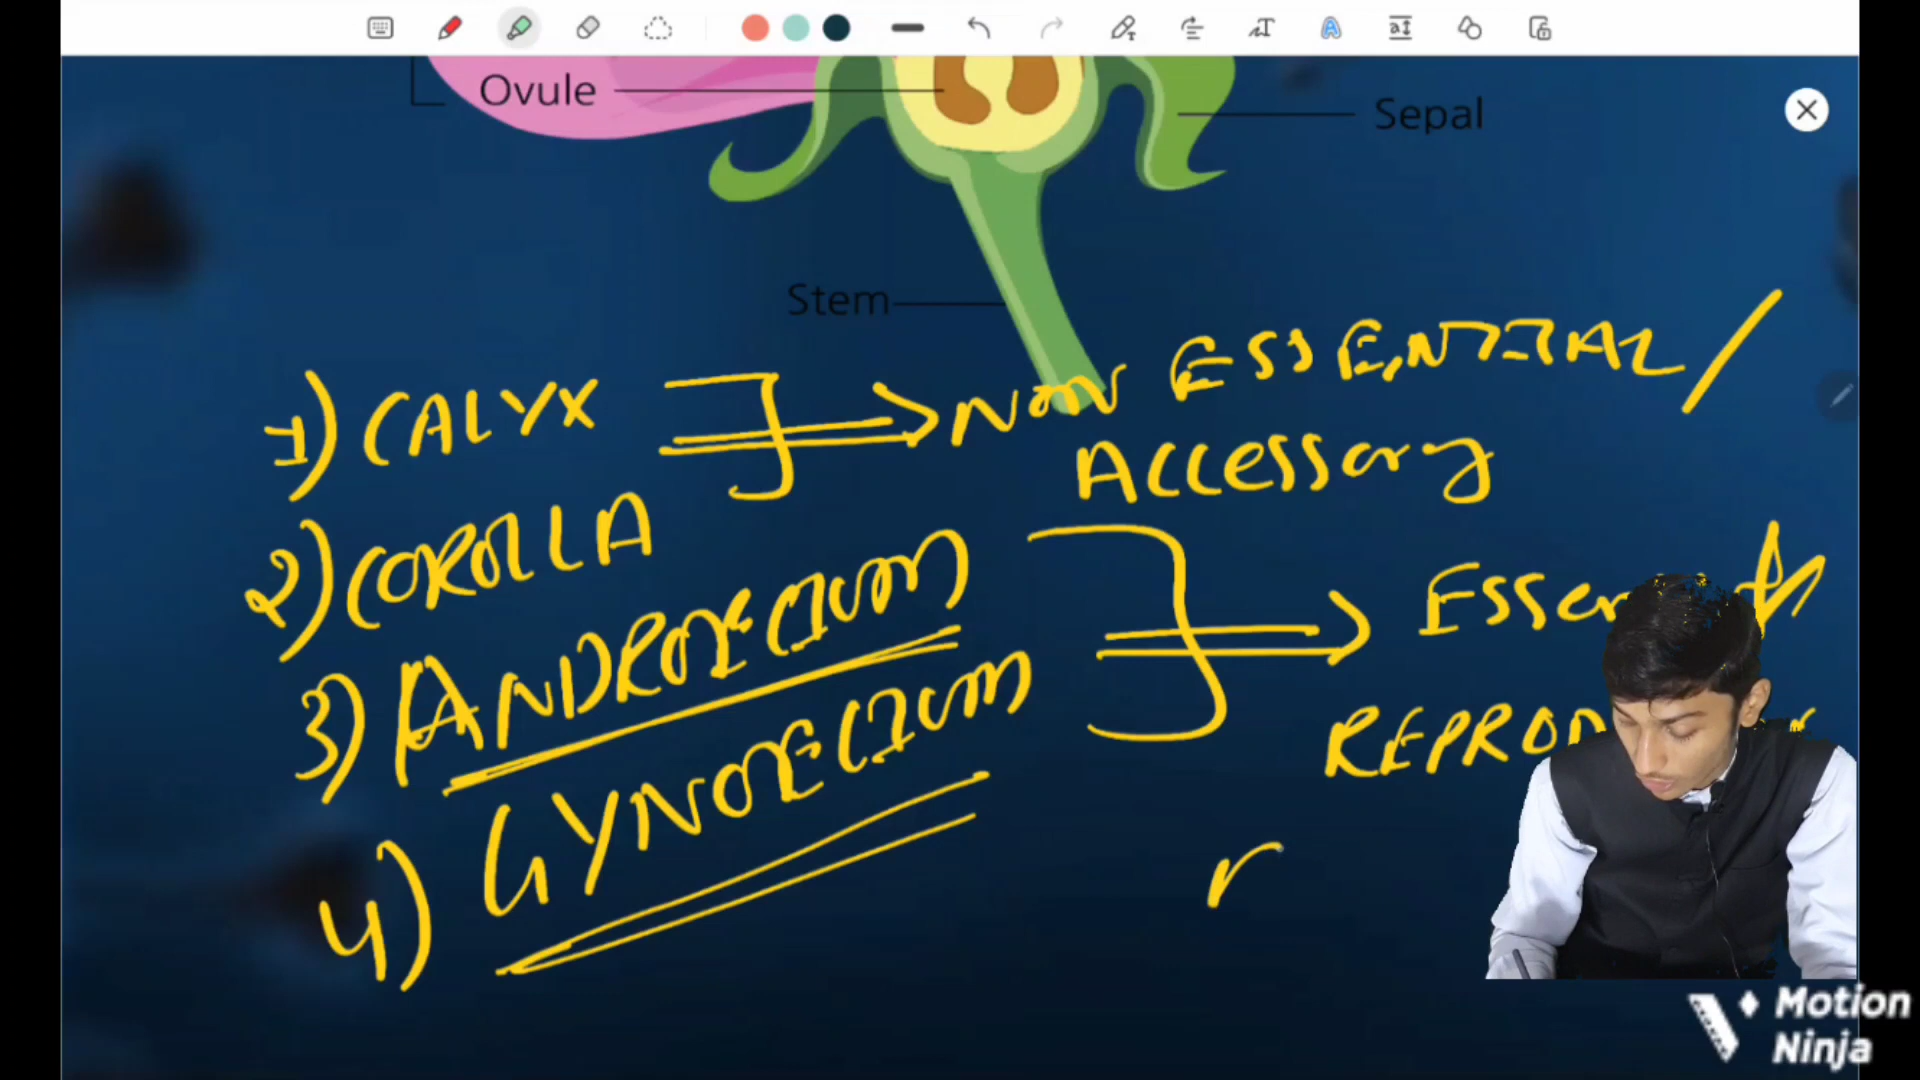 Ovule
Sepal
Stem
1) CALYX → NON ESSENTIAL/
Accessory
2) COROLLA
3) ANDROECIUM →
4) GYNOECIUM
r
Motion
Ninja